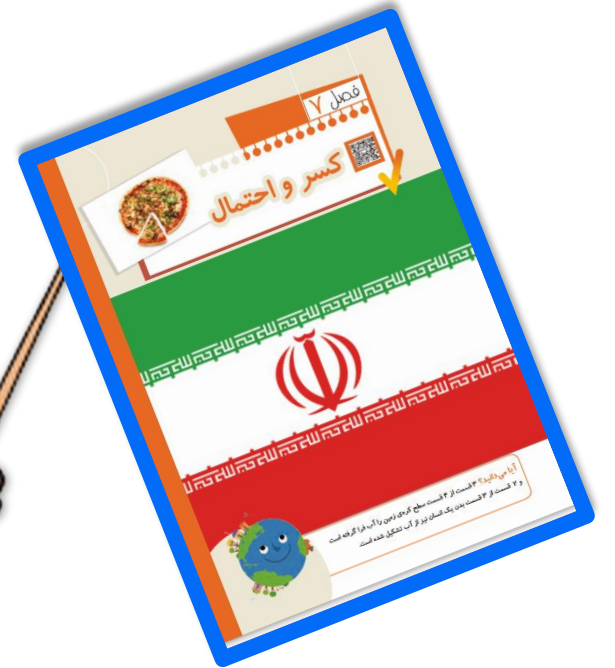 فصل ۷
کسر و احتمال
آیا می‌دانید؟ ۳ قسمت از ۴ قسمت سطح کره‌ی زمین را آب فرا گرفته است
و ۲ قسمت از ۳ قسمت بدن یک انسان نیز از آب تشکیل شده است.